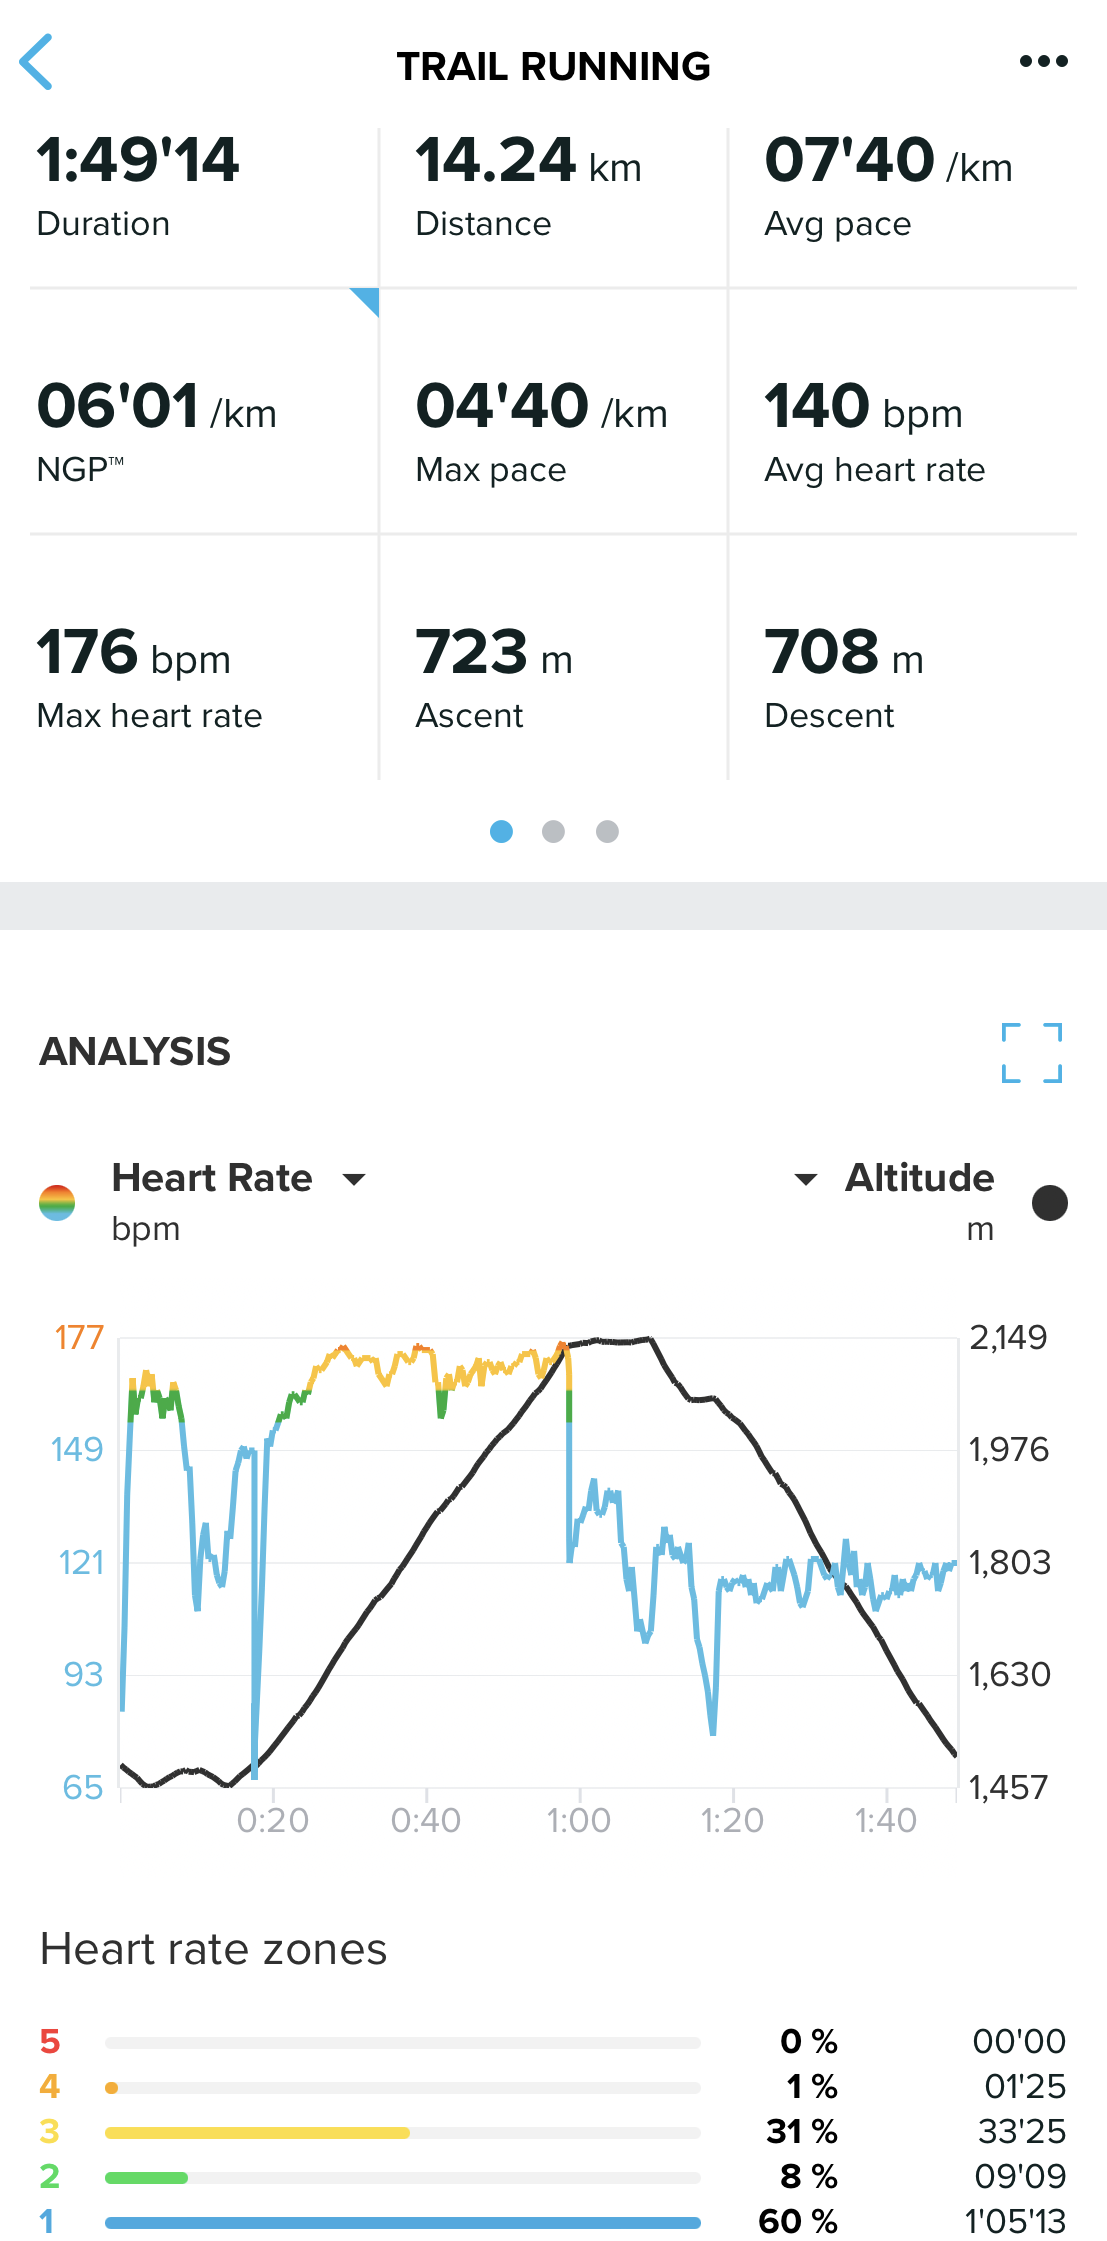 TRAIL RUNNING
1:49'14 14.24 km 07'40 /km
Duration Distance Avg pace
06'01 /km 04'40 /km 140 bpm
NGP™ Max pace Avg heart rate
176 bpm 723 m 708 m
Max heart rate Ascent Descent
ANALYSIS
Heart Rate Altitude
bpm m
177 2,149
149 1,976
121 1,803
93 1,630
65 1,457
0:20 0:40 1:00 1:20 1:40
Heart rate zones
5 0 % 00'00
4 1 % 01'25
3 31 % 33'25
2 8 % 09'09
1 60 % 1'05'13